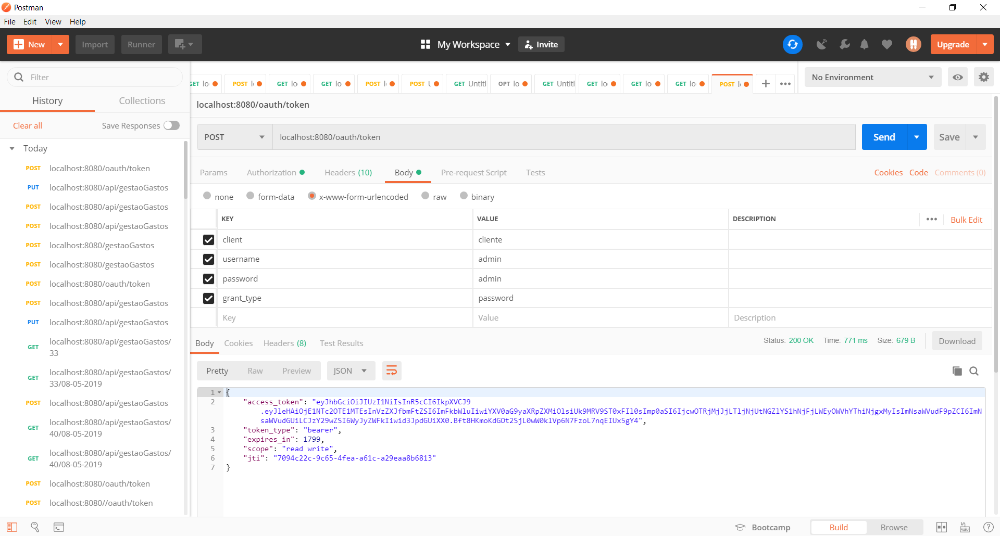 Postman
File Edit View Help
New Import Runner My Workspace Invite Upgrade
Filter
History Collections
Clear all Save Responses
Today
POST localhost:8080/oauth/token
PUT localhost:8080/api/gestaoGastos
POST localhost:8080/api/gestaoGastos
POST localhost:8080/api/gestaoGastos
POST localhost:8080/gestaoGastos
POST localhost:8080/gestaoGastos
POST localhost:8080/oauth/token
POST localhost:8080/api/gestaoGastos
PUT localhost:8080/api/gestaoGastos
GET localhost:8080/api/gestaoGastos/
33
GET localhost:8080/api/gestaoGastos/
33/08-05-2019
POST localhost:8080/api/gestaoGastos
GET localhost:8080/api/gestaoGastos/
40/08-05-2019
GET localhost:8080/api/gestaoGastos/
40/08-05-2019
POST localhost:8080/oauth/token
POST localhost:8080//oauth/token
GET lo POST l GET lo GET lo POST l POST GET Untitl OPT lo GET Untitl GET lo GET lo GET lo POST l
No Environment
localhost:8080/oauth/token
POST localhost:8080/oauth/token Send Save
Params Authorization Headers (10) Body Pre-request Script Tests Cookies Code Comments (0)
none form-data x-www-form-urlencoded raw binary
KEY VALUE DESCRIPTION Bulk Edit
client cliente
username admin
password admin
grant_type password
Key Value Description
Body Cookies Headers (8) Test Results Status: 200 OK Time: 771 ms Size: 679 B Download
Pretty Raw Preview JSON
1 {
2 "access_token": "eyJhbGciOiJIUzI1NiIsInR5cCI6IkpXVCJ9
.eyJleHAiOjE1NTc2OTE1MTEsInVzZXJfbmFtZSI6ImFkbWluIiwiYXV0aG9yaXRpZXMiOlsiUk9MRV9ST0xFIl0sImp0aSI6IjcwOTRjMjJjLTljNjUtNGZlYS1hNjFjLWEyOWVhYThiNjgxMyIsImNsaWVudF9pZCI6ImN
saWVudGUiLCJzY29wZSI6WyJyZWFkIiwid3JpdGUiXX0.Bft8HKmoKdGOt2SjL0wW0klVp6N7FzoL7nqEIUx5gY4",
3 "token_type": "bearer",
4 "expires_in": 1799,
5 "scope": "read write",
6 "jti": "7094c22c-9c65-4fea-a61c-a29eaa8b6813"
7 }
Bootcamp Build Browse